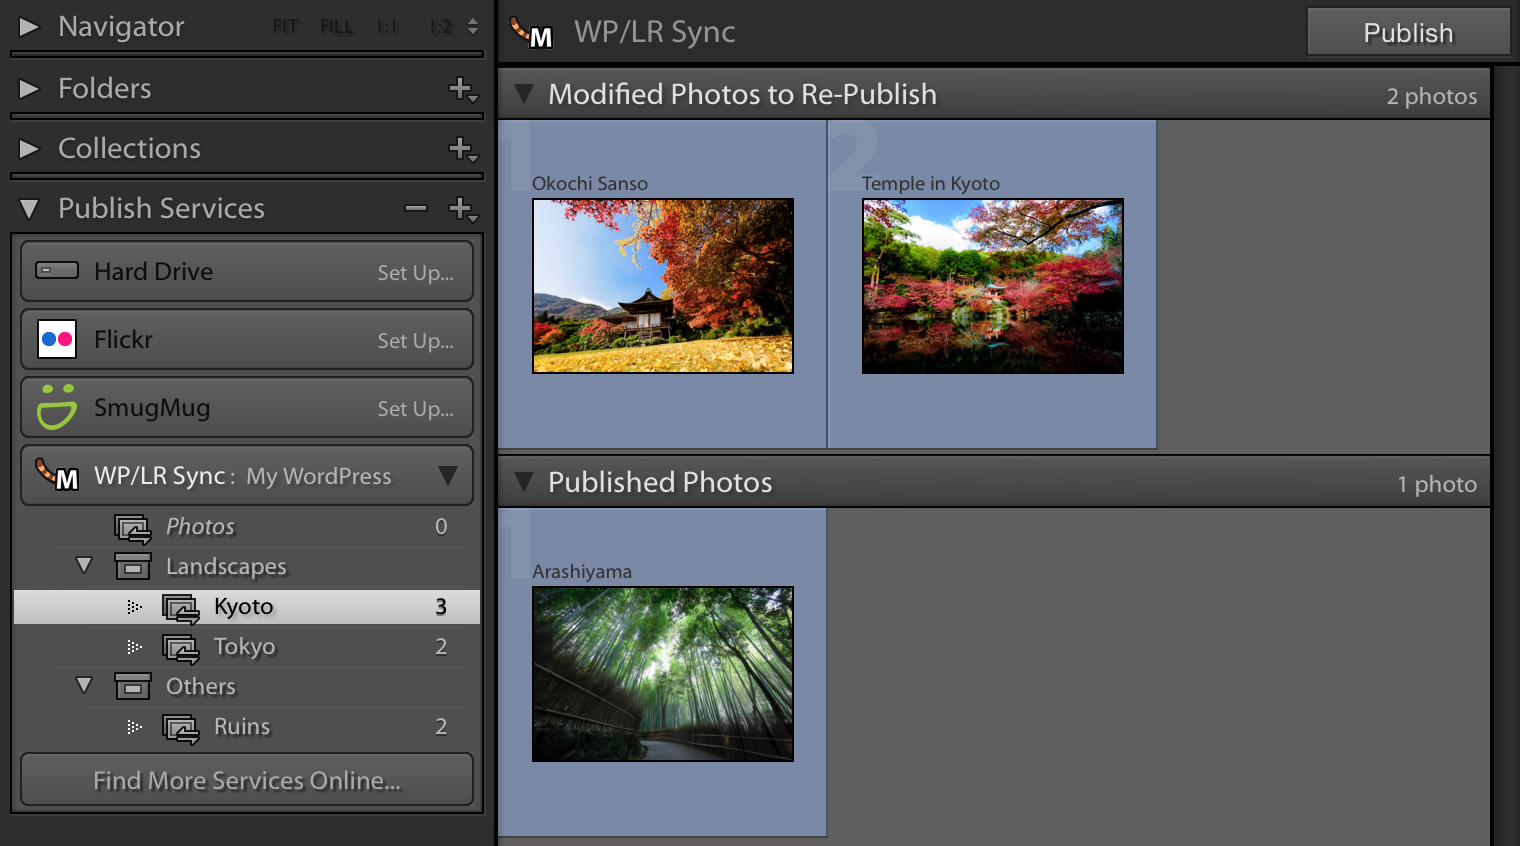 Navigator FIT FILL 1:1 1:2
Folders
Collections
Publish Services
Hard Drive Set Up...
Flickr Set Up...
SmugMug Set Up...
M WP/LR Sync: My WordPress
Photos 0
Landscapes
Kyoto 3
Tokyo 2
Others
Ruins 2
Find More Services Online...
M WP/LR Sync Publish
Modified Photos to Re-Publish 2 photos
1 2
Okochi Sanso Temple in Kyoto
Published Photos 1 photo
1
Arashiyama